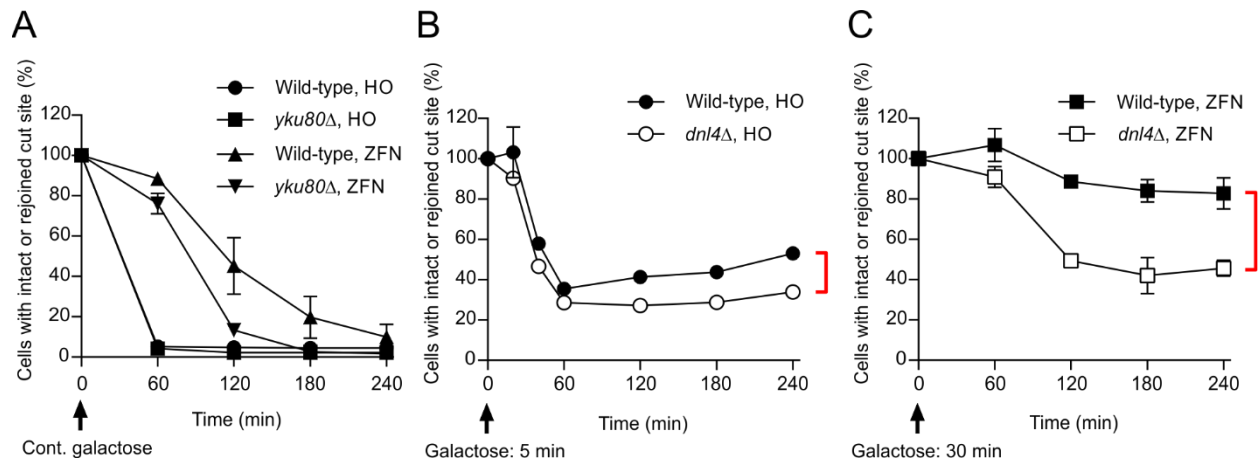 A
Cells with intact or rejoined cut site (%)
120
100
80
60
40
20
0
Wild-type, HO
yku80Δ, HO
Wild-type, ZFN
yku80Δ, ZFN
0 60 120 180 240
Time (min)
Cont. galactose
B
Cells with intact or rejoined cut site (%)
120
100
80
60
40
20
0
Wild-type, HO
dnl4Δ, HO
0 60 120 180 240
Time (min)
Galactose: 5 min
C
Cells with intact or rejoined cut site (%)
120
100
80
60
40
20
0
Wild-type, ZFN
dnl4Δ, ZFN
0 60 120 180 240
Time (min)
Galactose: 30 min